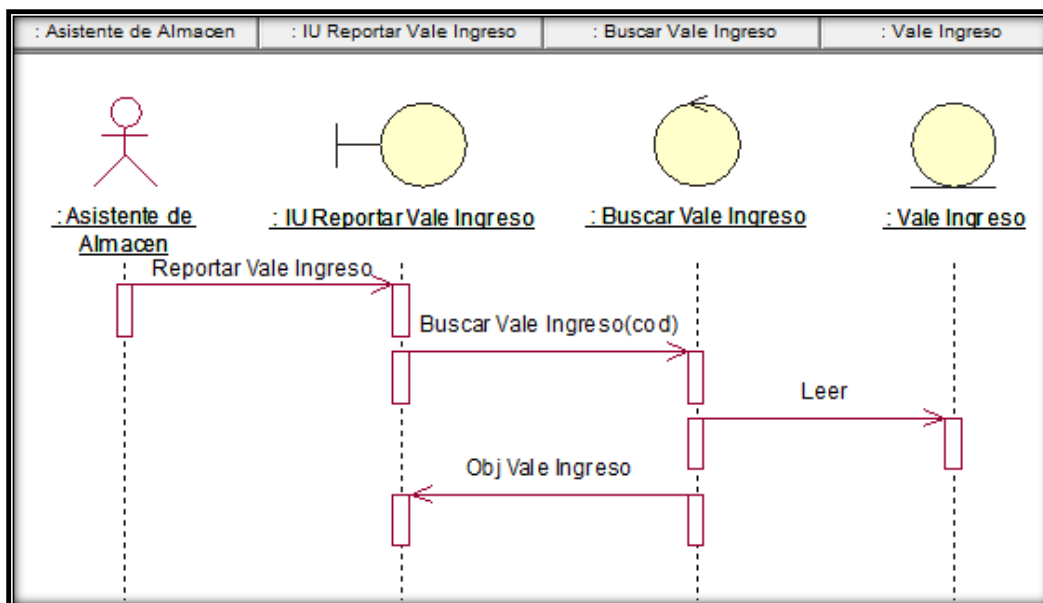 : Asistente de Almacen
: IU Reportar Vale Ingreso
: Buscar Vale Ingreso
: Vale Ingreso
: Asistente de
Almacen
: IU Reportar Vale Ingreso
: Buscar Vale Ingreso
: Vale Ingreso
Reportar Vale Ingreso
Buscar Vale Ingreso(cod)
Leer
Obj Vale Ingreso